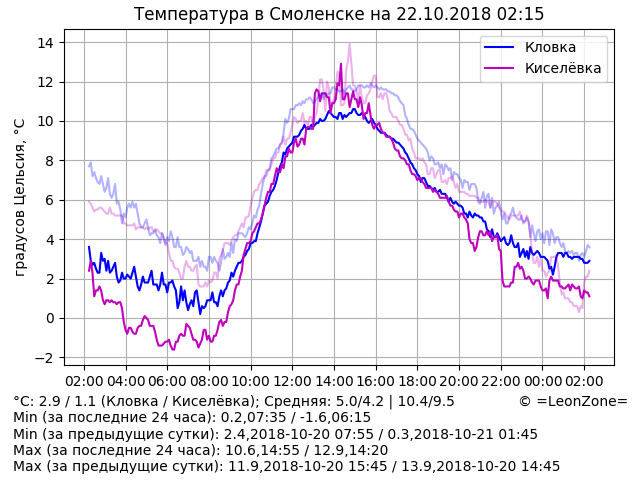 Температура в Смоленске на 22.10.2018 02:15
градусов Цельсия, °C
14
12
10
8
6
4
2
0
−2
Кловка
Киселёвка
02:00 04:00 06:00 08:00 10:00 12:00 14:00 16:00 18:00 20:00 22:00 00:00 02:00
°C: 2.9 / 1.1 (Кловка / Киселёвка); Средняя: 5.0/4.2 | 10.4/9.5 © =LeonZone=
Min (за последние 24 часа): 0.2,07:35 / -1.6,06:15
Min (за предыдущие сутки): 2.4,2018-10-20 07:55 / 0.3,2018-10-21 01:45
Max (за последние 24 часа): 10.6,14:55 / 12.9,14:20
Max (за предыдущие сутки): 11.9,2018-10-20 15:45 / 13.9,2018-10-20 14:45